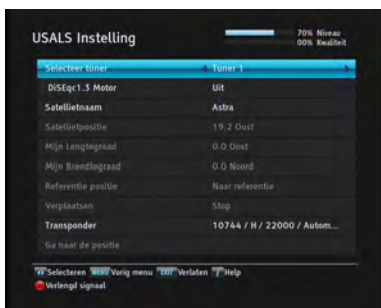 USALS Instelling
70% Niveau
00% Kwaliteit
Selecteer tuner Tuner 1
DiSEqc1.3 Motor Uit
Satellietnaam Astra
Satellietpositie 19.2 Oost
Mijn Lengtegraad 0.0 Oost
Mijn Breedtegraad 0.0 Noord
Referentie positie Naar referentie
Verplaatsen Stop
Transponder 10744 / H / 22000 / Autom...
Ga naar de positie
Selecteren MENU Vorig menu EXIT Verlaten ? Help
Verlengd signaal